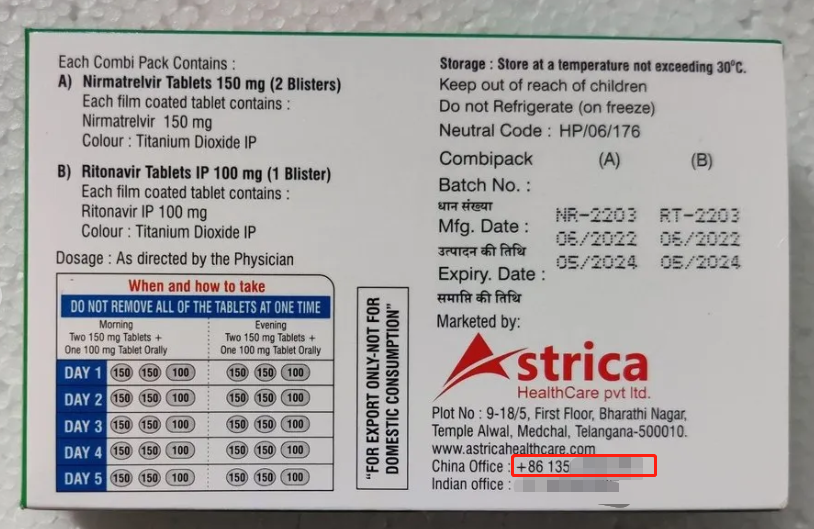 Each Combi Pack Contains :
A) Nirmatrelvir Tablets 150 mg (2 Blisters)
Each film coated tablet contains :
Nirmatrelvir 150 mg
Colour : Titanium Dioxide IP
B) Ritonavir Tablets IP 100 mg (1 Blister)
Each film coated tablet contains :
Ritonavir IP 100 mg
Colour : Titanium Dioxide IP
Dosage : As directed by the Physician
When and how to take
DO NOT REMOVE ALL OF THE TABLETS AT ONE TIME
Morning
Two 150 mg Tablets +
One 100 mg Tablet Orally
Evening
Two 150 mg Tablets +
One 100 mg Tablet Orally
DAY 1 150 150 100 150 150 100
DAY 2 150 150 100 150 150 100
DAY 3 150 150 100 150 150 100
DAY 4 150 150 100 150 150 100
DAY 5 150 150 100 150 150 100
"FOR EXPORT ONLY-NOT FOR
DOMESTIC CONSUMPTION"
Storage : Store at a temperature not exceeding 30°C.
Keep out of reach of children
Do not Refrigerate (on freeze)
Neutral Code : HP/06/176
Combipack (A) (B)
Batch No. :
धान संख्या NR-2203 RT-2203
Mfg. Date : 06/2022 06/2022
उत्पादन की तिथि
Expiry. Date : 05/2024 05/2024
समाप्ति की तिथि
Marketed by:
Astrica
HealthCare pvt ltd.
Plot No : 9-18/5, First Floor, Bharathi Nagar,
Temple Alwal, Medchal, Telangana-500010.
www.astricahealthcare.com
China Office : +86 135
Indian office :